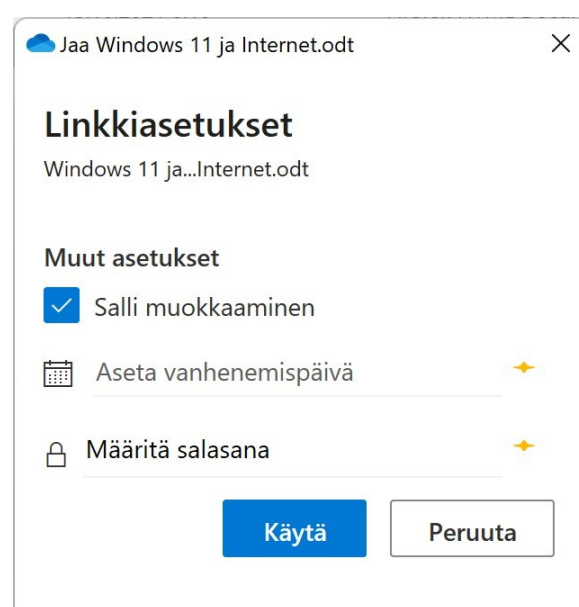 Jaa Windows 11 ja Internet.odt
Linkkiasetukset
Windows 11 ja...Internet.odt
Muut asetukset
Salli muokkaaminen
Aseta vanhenemispäivä
Määritä salasana
Käytä
Peruuta